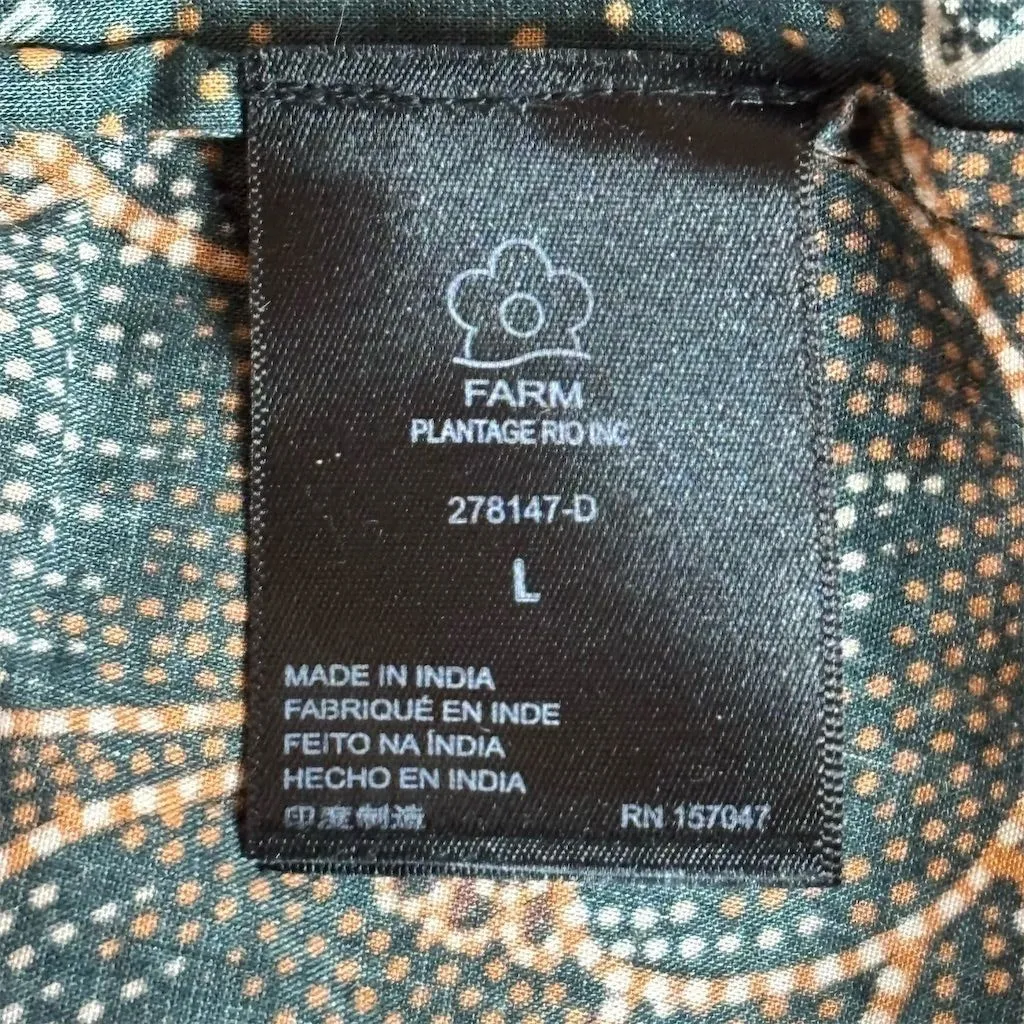 FARM
PLANTAGE RIO INC.
278147-D
L
MADE IN INDIA
FABRIQUÉ EN INDE
FEITO NA ÍNDIA
HECHO EN INDIA
印度制造
RN 157047